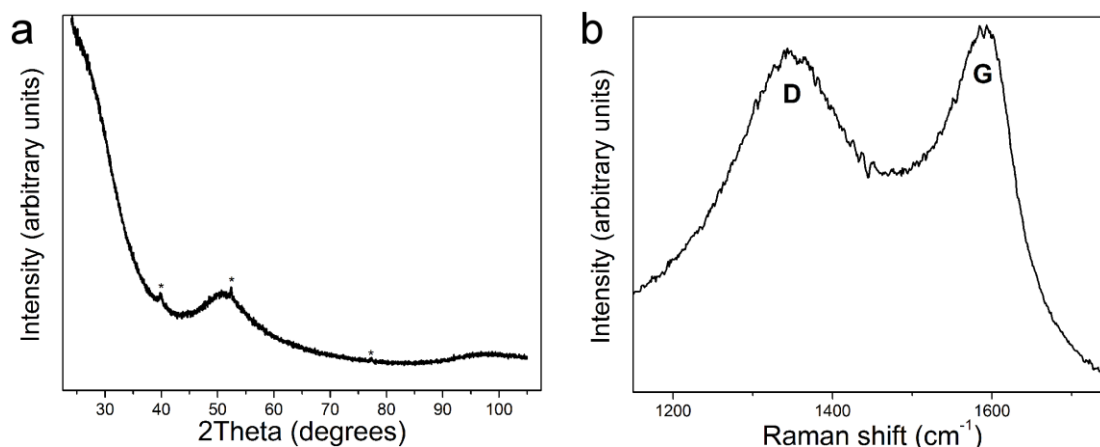 a
Intensity (arbitrary units)
*
*
*
30 40 50 60 70 80 90 100
2Theta (degrees)
b
Intensity (arbitrary units)
D
G
1200 1400 1600
Raman shift (cm⁻¹)